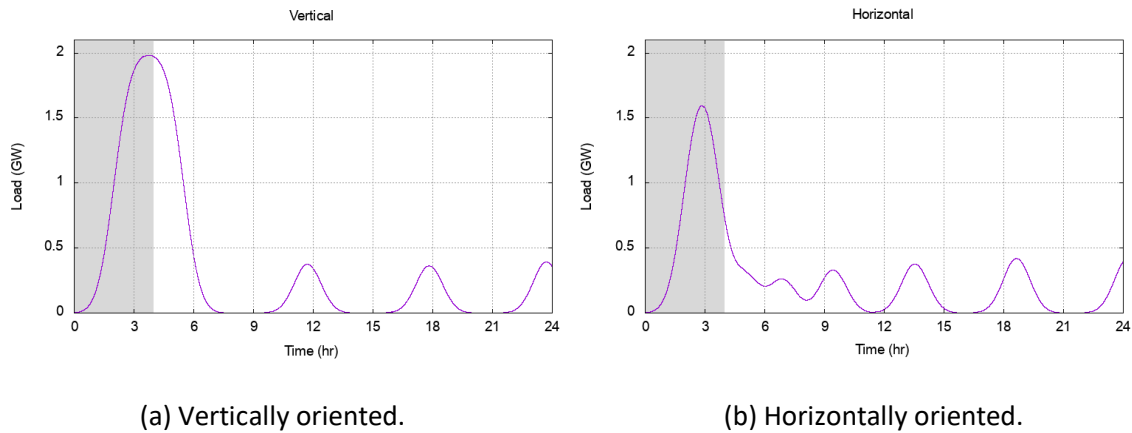 Vertical
2
1.5
1
0.5
0
Load (GW)
0 3 6 9 12 15 18 21 24
Time (hr)
(a) Vertically oriented.
Horizontal
2
1.5
1
0.5
0
Load (GW)
0 3 6 9 12 15 18 21 24
Time (hr)
(b) Horizontally oriented.